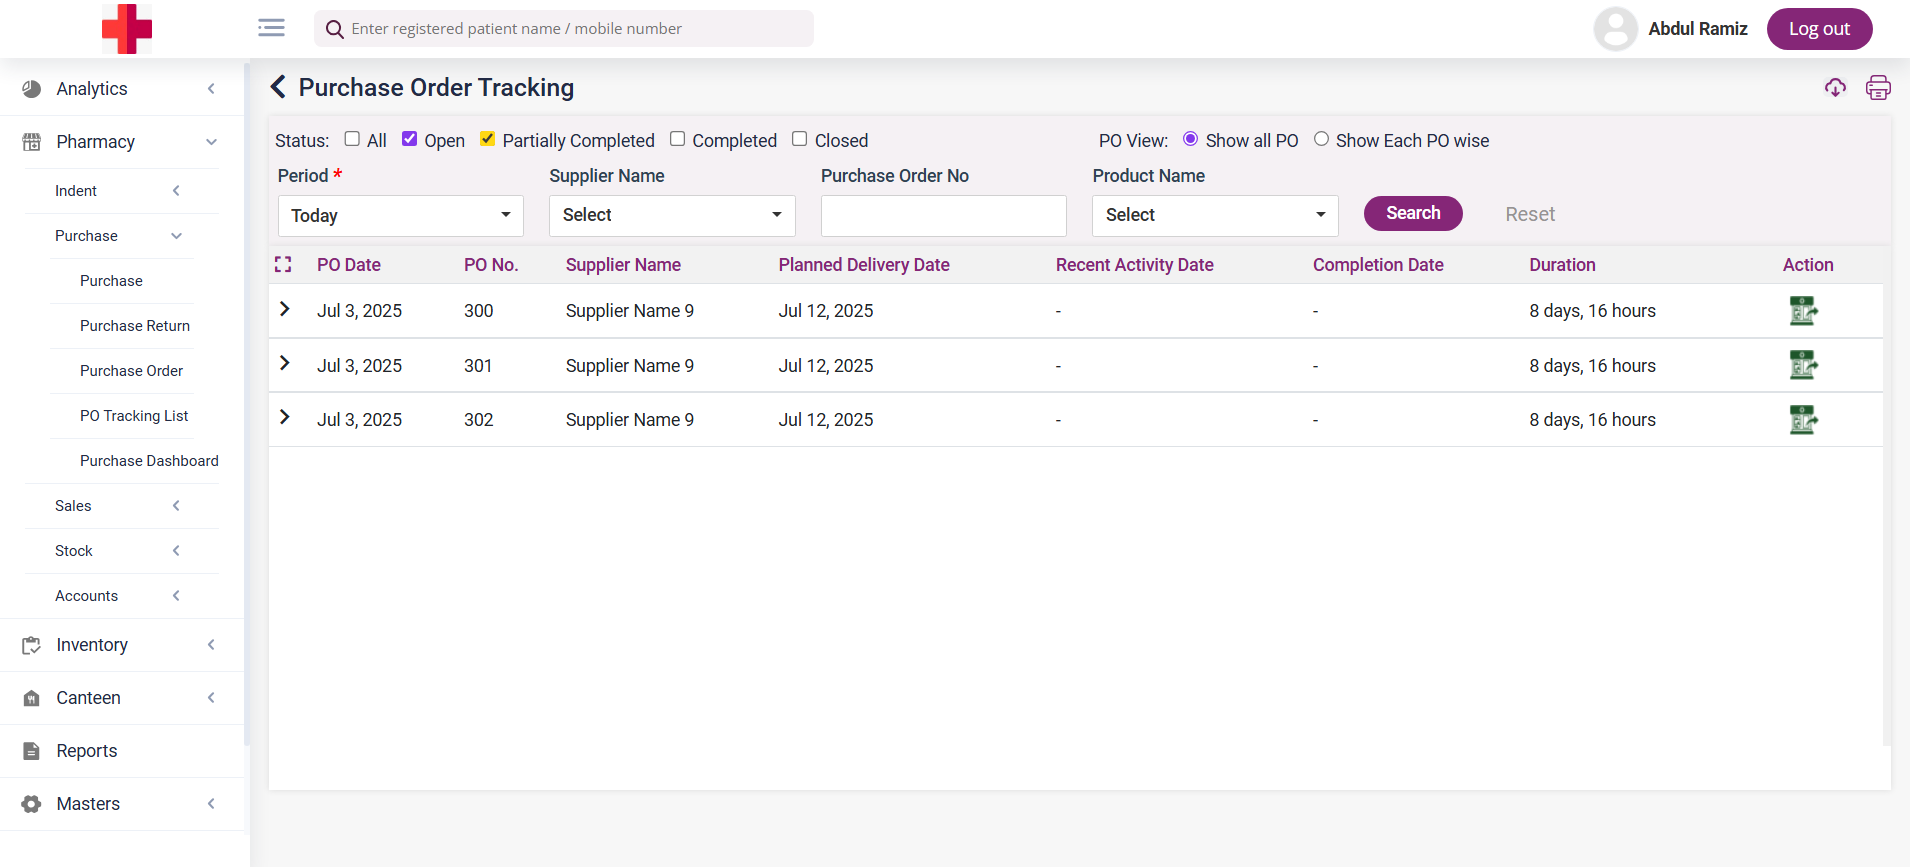 Enter registered patient name / mobile number
Abdul Ramiz
Log out
Analytics
Pharmacy
Indent
Purchase
Purchase
Purchase Return
Purchase Order
PO Tracking List
Purchase Dashboard
Sales
Stock
Accounts
Inventory
Canteen
Reports
Masters
Purchase Order Tracking
Status: All Open Partially Completed Completed Closed PO View: Show all PO Show Each PO wise
Period * Supplier Name Purchase Order No Product Name
Today Select Select Search Reset
PO Date PO No. Supplier Name Planned Delivery Date Recent Activity Date Completion Date Duration Action
Jul 3, 2025 300 Supplier Name 9 Jul 12, 2025 - - 8 days, 16 hours
Jul 3, 2025 301 Supplier Name 9 Jul 12, 2025 - - 8 days, 16 hours
Jul 3, 2025 302 Supplier Name 9 Jul 12, 2025 - - 8 days, 16 hours